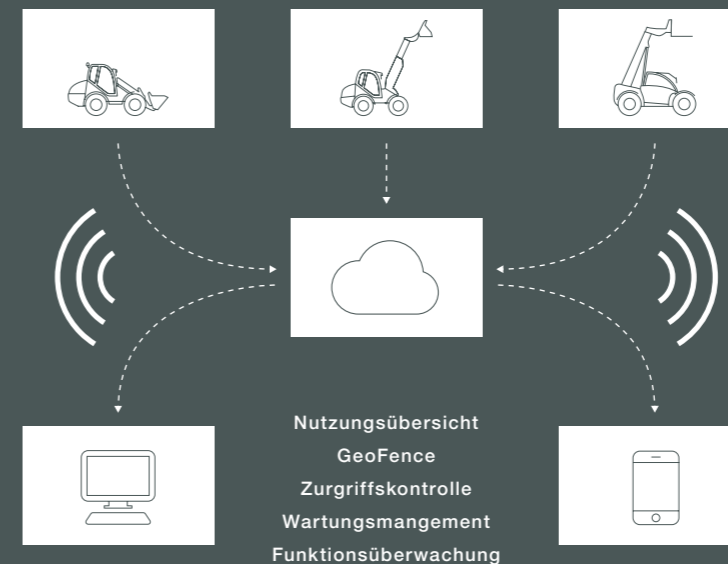 Nutzungsübersicht
GeoFence
Zurgriffskontrolle
Wartungsmangement
Funktionsüberwachung